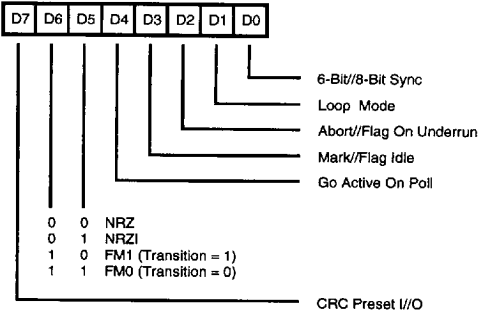 D7 D6 D5 D4 D3 D2 D1 D0
6-Bit//8-Bit Sync
Loop Mode
Abort//Flag On Underrun
Mark//Flag Idle
Go Active On Poll
0 0 NRZ
0 1 NRZI
1 0 FM1 (Transition = 1)
1 1 FM0 (Transition = 0)
CRC Preset I//O